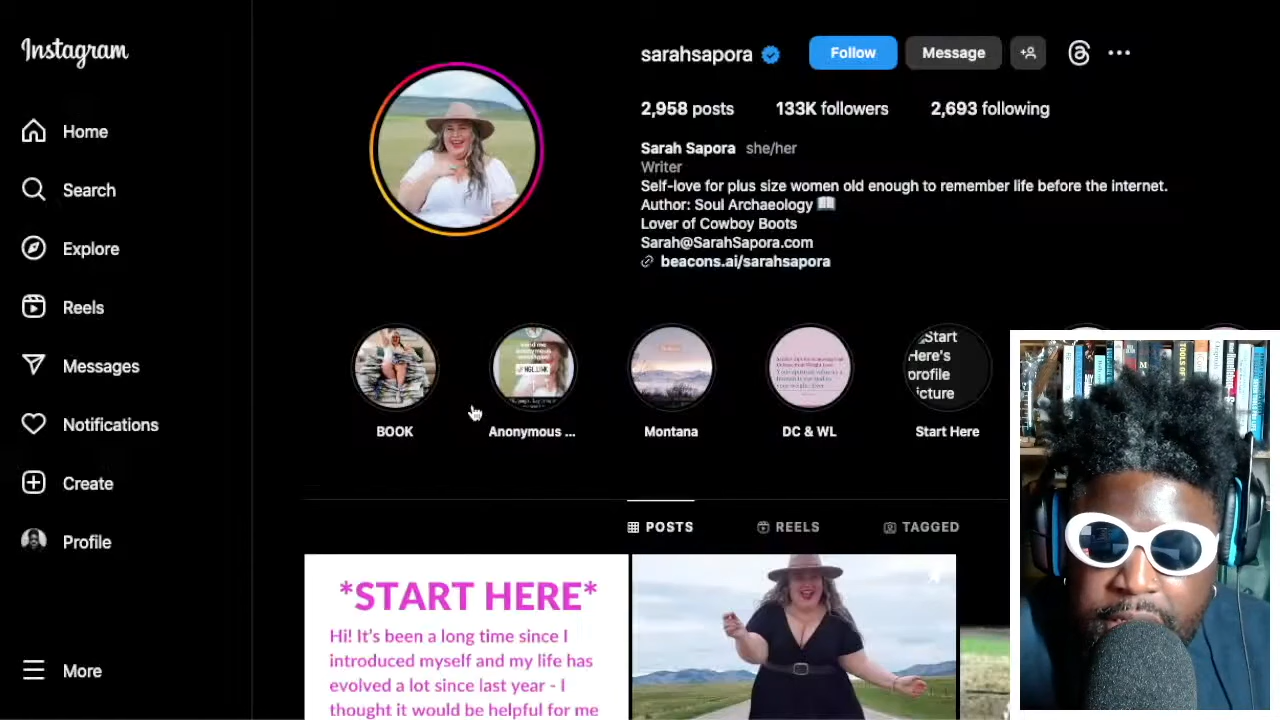 Instagram
Home
Search
Explore
Reels
Messages
Notifications
Create
Profile
More
sarahsapora
Follow
Message
2,958 posts
133K followers
2,693 following
Sarah Sapora she/her
Writer
Self-love for plus size women old enough to remember life before the internet.
Author: Soul Archaeology
Lover of Cowboy Boots
Sarah@SarahSapora.com
beacons.ai/sarahsapora
Start
Here's
profile
BOOK
Anonymous ...
Montana
DC & WL
Start Here
POSTS
REELS
TAGGED
*START HERE*
Hi! It's been a long time since I
introduced myself and my life has
evolved a lot since last year - I
thought it would be helpful for me